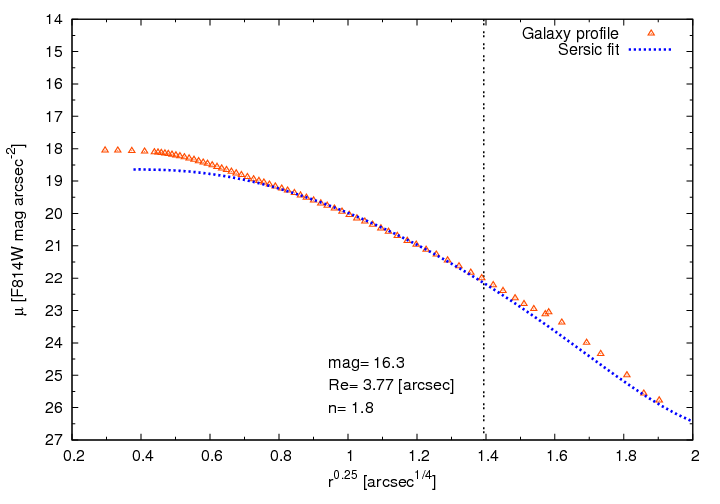 14
15
16
17
18
19
20
21
22
23
24
25
26
27
μ [F814W mag arcsec^-2]
Galaxy profile
Sersic fit
mag= 16.3
Re= 3.77 [arcsec]
n= 1.8
0.2 0.4 0.6 0.8 1 1.2 1.4 1.6 1.8 2
r^0.25 [arcsec^1/4]